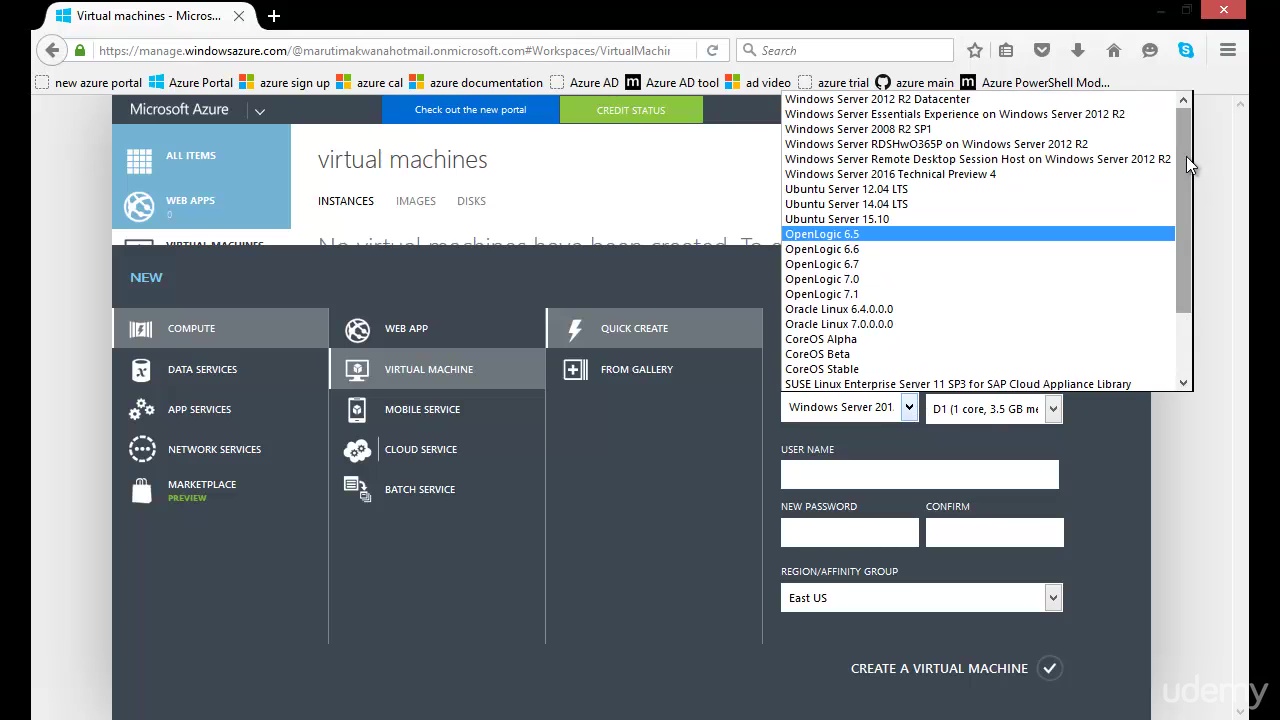 Virtual machines - Micros...
https://manage.windowsazure.com/@marutimakwanahotmail.onmicrosoft.com#Workspaces/VirtualMachin
Search
new azure portal
Azure Portal
azure sign up
azure cal
azure documentation
Azure AD
Azure AD tool
ad video
azure trial
azure main
Azure PowerShell Mod...
Microsoft Azure
Check out the new portal
CREDIT STATUS
ALL ITEMS
WEB APPS
0
VIRTUAL MACHINES
virtual machines
INSTANCES
IMAGES
DISKS
No virtual machines have been created. To
NEW
COMPUTE
DATA SERVICES
APP SERVICES
NETWORK SERVICES
MARKETPLACE
PREVIEW
WEB APP
VIRTUAL MACHINE
MOBILE SERVICE
CLOUD SERVICE
BATCH SERVICE
QUICK CREATE
FROM GALLERY
Windows Server 2012 R2 Datacenter
Windows Server Essentials Experience on Windows Server 2012 R2
Windows Server 2008 R2 SP1
Windows Server RDSHwO365P on Windows Server 2012 R2
Windows Server Remote Desktop Session Host on Windows Server 2012 R2
Windows Server 2016 Technical Preview 4
Ubuntu Server 12.04 LTS
Ubuntu Server 14.04 LTS
Ubuntu Server 15.10
OpenLogic 6.5
OpenLogic 6.6
OpenLogic 6.7
OpenLogic 7.0
OpenLogic 7.1
Oracle Linux 6.4.0.0.0
Oracle Linux 7.0.0.0.0
CoreOS Alpha
CoreOS Beta
CoreOS Stable
SUSE Linux Enterprise Server 11 SP3 for SAP Cloud Appliance Library
Windows Server 201
D1 (1 core, 3.5 GB me
USER NAME
NEW PASSWORD
CONFIRM
REGION/AFFINITY GROUP
East US
CREATE A VIRTUAL MACHINE
udemy